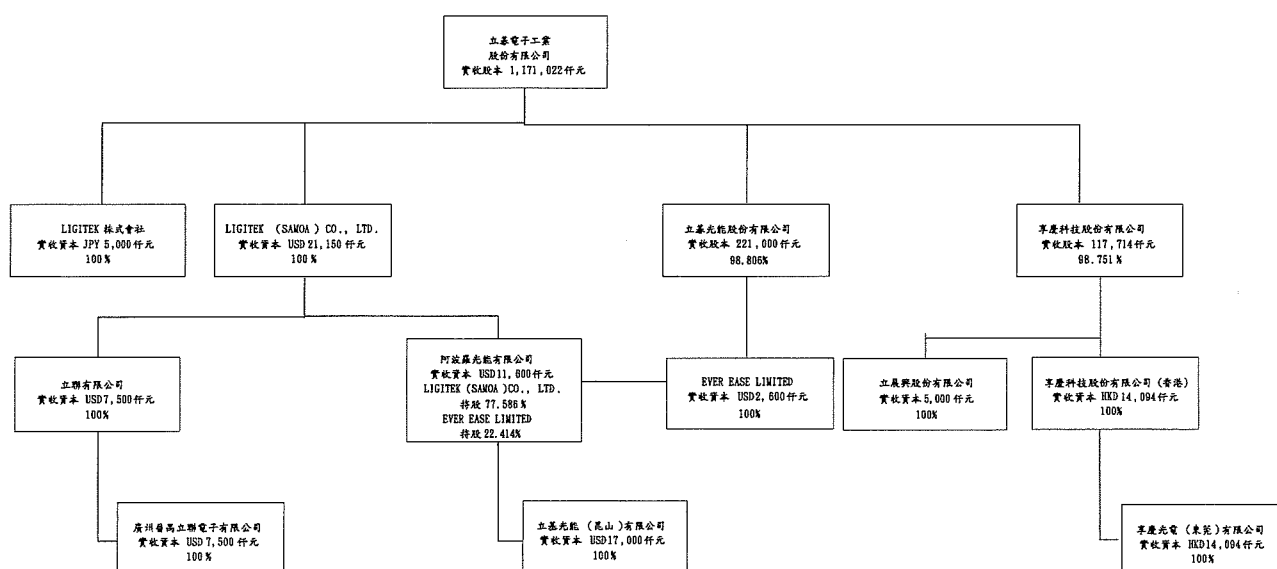 立碁電子工業
股份有限公司
實收股本 1,171,022仟元
LIGITEK 株式會社
實收資本 JPY 5,000仟元
100%
LIGITEK (SAMOA) CO., LTD.
實收資本 USD 21,150仟元
100%
立碁光能股份有限公司
實收股本 221,000仟元
98.806%
享慶科技股份有限公司
實收股本 117,714仟元
98.751%
立聯有限公司
實收資本 USD 7,500仟元
100%
阿波羅光能有限公司
實收資本 USD11,600仟元
LIGITEK (SAMOA)CO., LTD.
持股 77.586%
EVER EASE LIMITED
持股 22.414%
EVER EASE LIMITED
實收資本 USD2,600仟元
100%
立晨興股份有限公司
實收資本 5,000仟元
100%
享慶科技股份有限公司(香港)
實收資本 HKD 14,094仟元
100%
廣州番禺立聯電子有限公司
實收資本 USD 7,500仟元
100%
立碁光能 (昆山)有限公司
實收資本 USD17,000仟元
100%
享慶光電 (東莞)有限公司
實收資本 HKD14,094仟元
100%